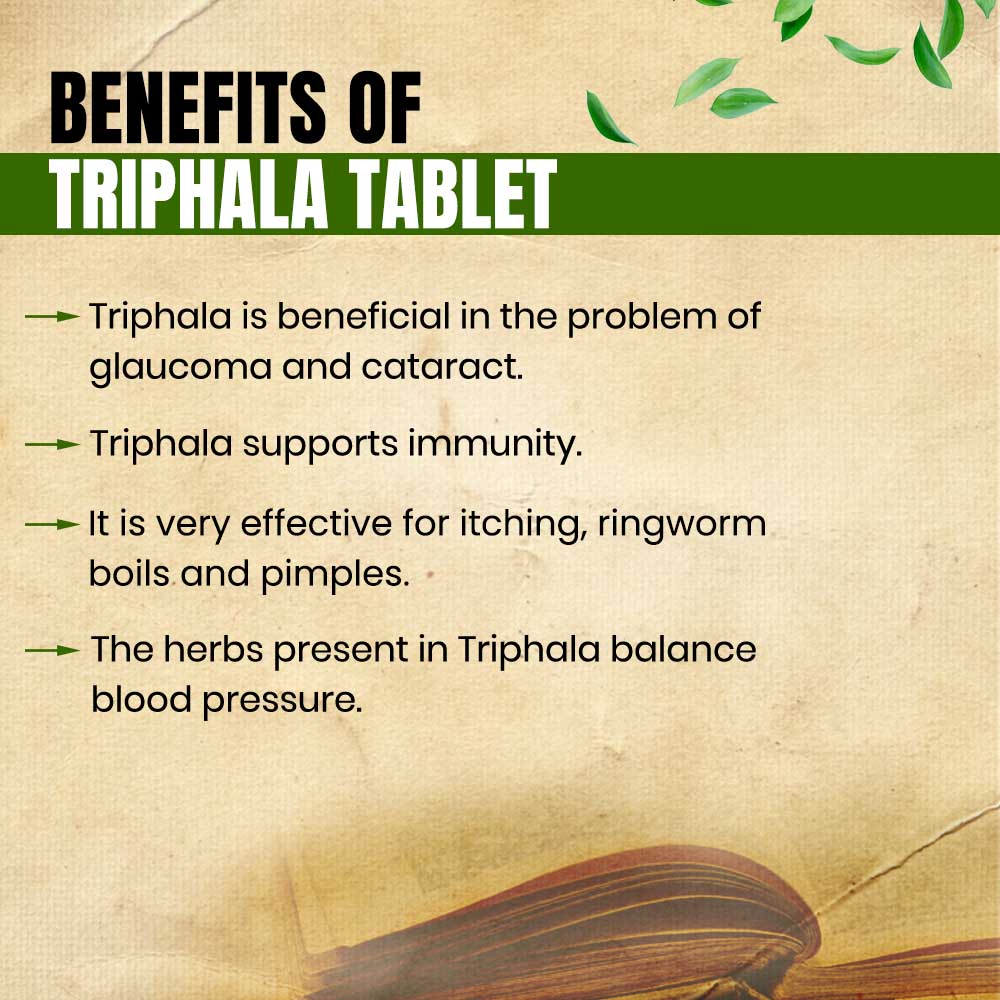 BENEFITS OF
TRIPHALA TABLET
Triphala is beneficial in the problem of
glaucoma and cataract.
Triphala supports immunity.
It is very effective for itching, ringworm
boils and pimples.
The herbs present in Triphala balance
blood pressure.